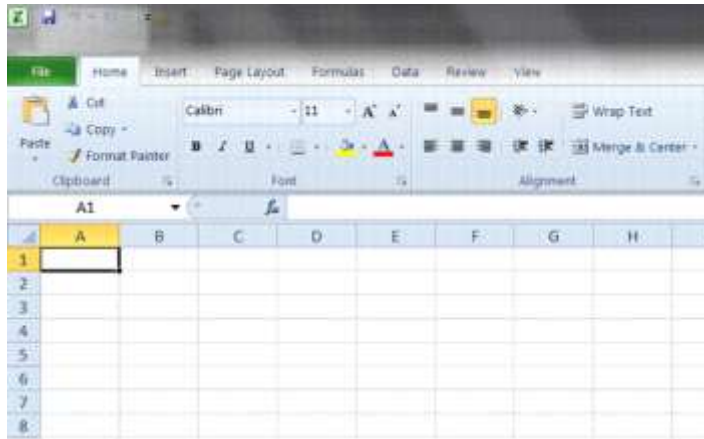 File Home Insert Page Layout Formulas Data Review View
Cut
Calibri 11 A A Wrap Text
Copy
Paste
Format Painter
B I U A Merge & Center
Clipboard Font Alignment
A1 fx
A B C D E F G H
1
2
3
4
5
6
7
8